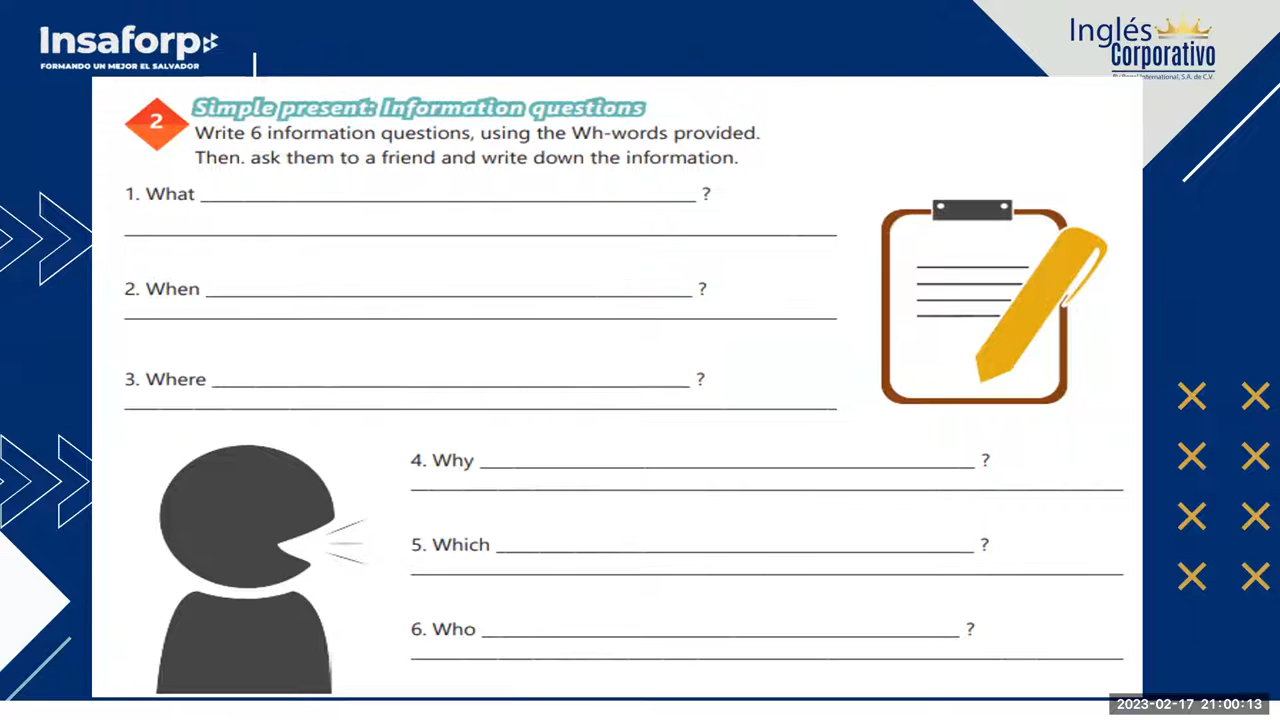 Insaforp
FORMANDO UN MEJOR EL SALVADOR
Inglés
Corporativo
2
Simple present: Information questions
Write 6 information questions, using the Wh-words provided.
Then. ask them to a friend and write down the information.
1. What ?
2. When ?
3. Where ?
4. Why ?
5. Which ?
6. Who ?
2023-02-17 21:00:13